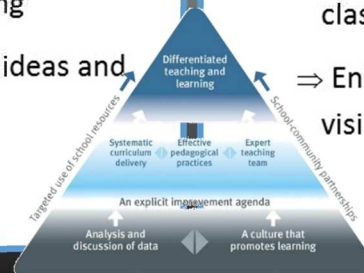 ng
clas
Differentiated
teaching and
learning
ideas and
⇒ En
visi
Targeted use of school resources
School-community partnerships
Systematic
curriculum
delivery
Effective
pedagogical
practices
Expert
teaching
team
An explicit improvement agenda
Analysis and
discussion of data
A culture that
promotes learning